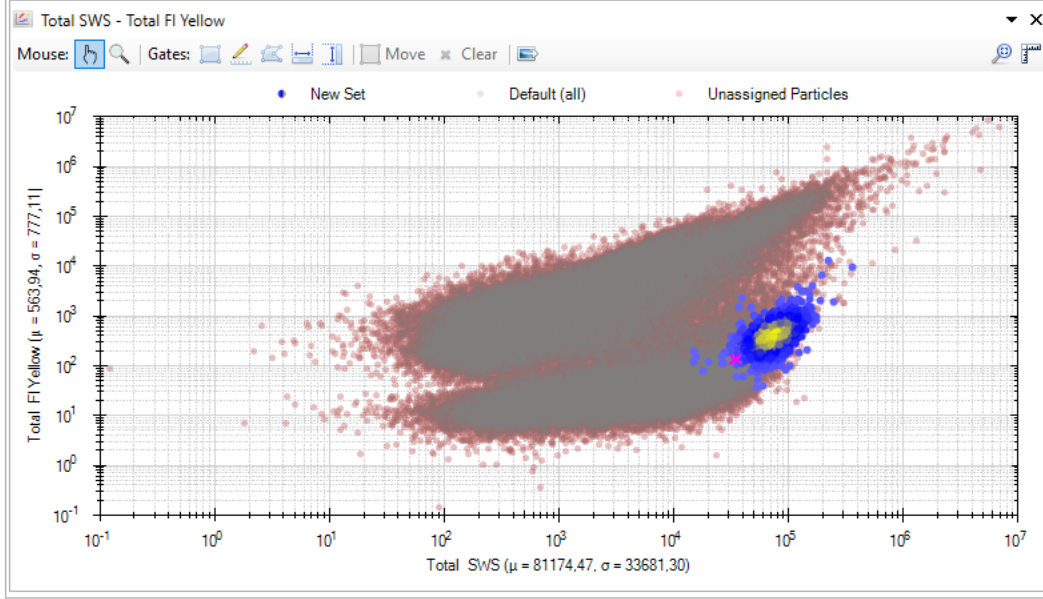 Total SWS - Total Fl Yellow
Mouse: Gates: Move Clear
New Set Default (all) Unassigned Particles
10^7
10^6
10^5
10^4
10^3
10^2
10^1
10^0
10^-1
Total Fl Yellow (μ = 563,94, σ = 777,11)
10^-1 10^0 10^1 10^2 10^3 10^4 10^5 10^6 10^7
Total SWS (μ = 81174,47, σ = 33681,30)